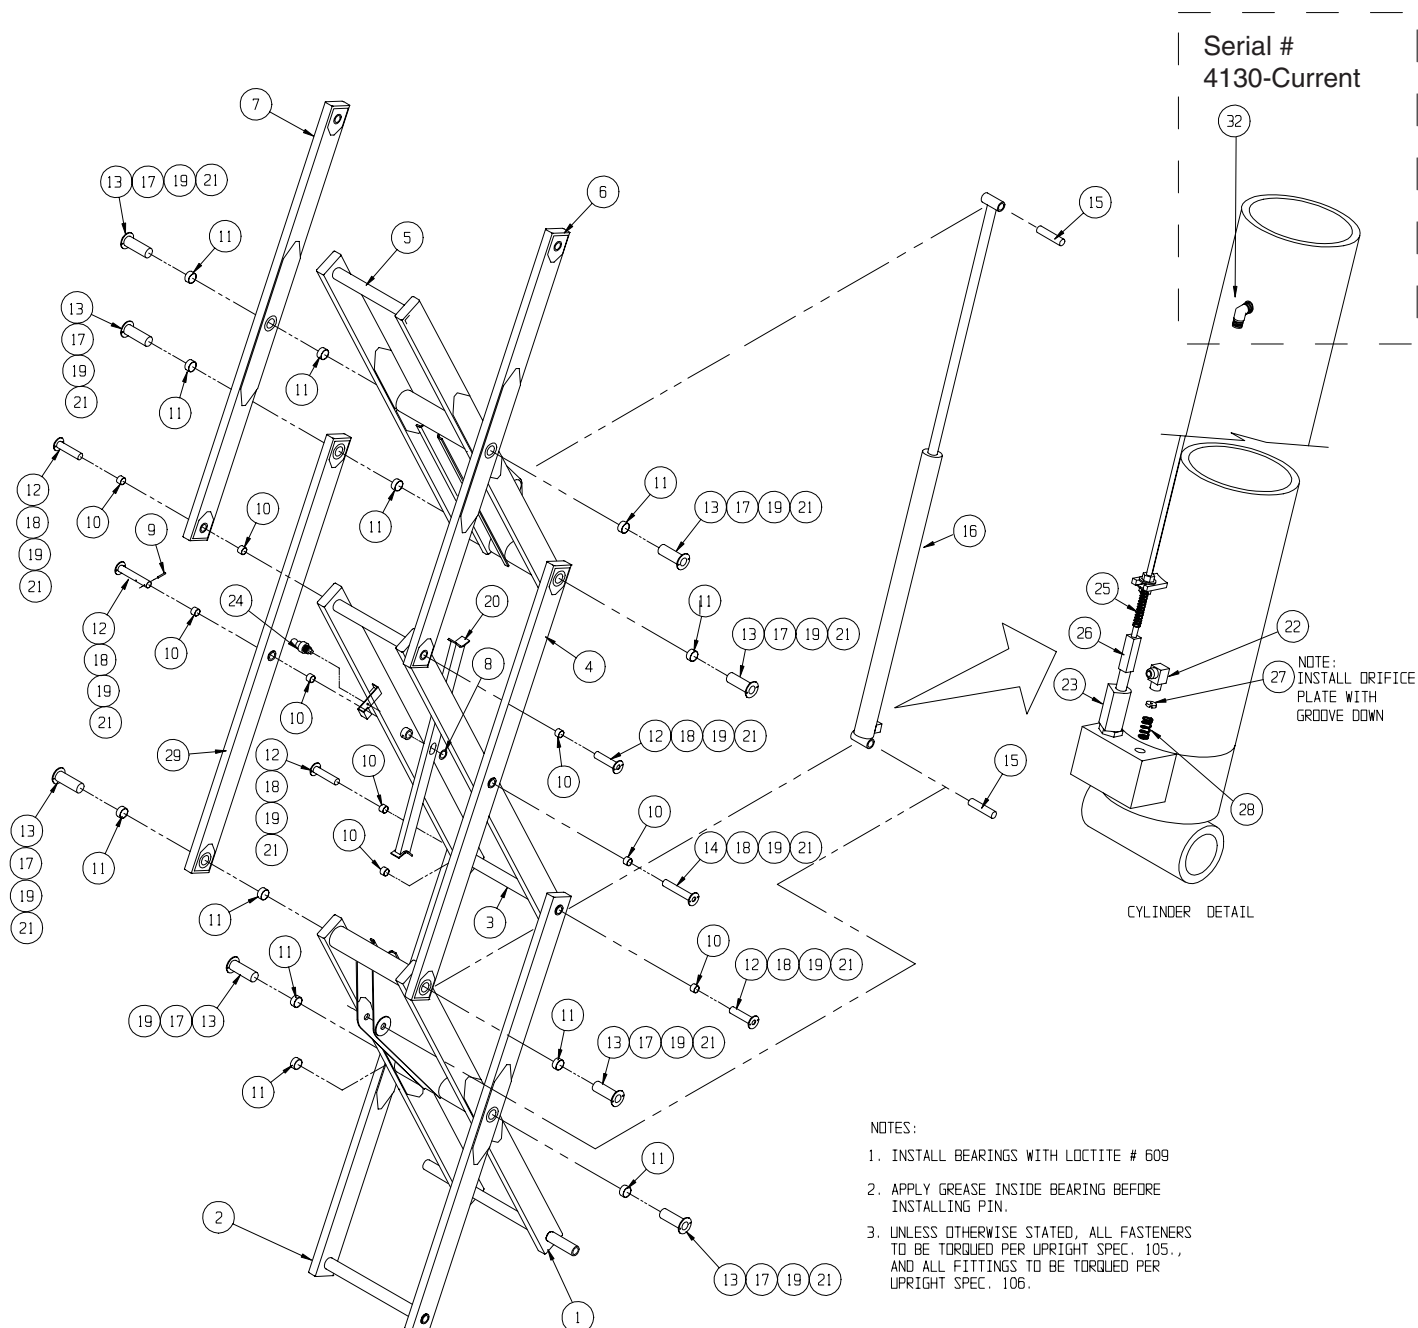 Serial #
4130-Current
32
7
13 17 19 21
6
15
11
5
13
17
19
21
11
11
11
12
18
19
21
10
10
9
11
11
13 17 19 21
16
12
18
19
21
10
24
20
8
4
11
13 17 19 21
25
26
22
23
27
NOTE:
INSTALL ORIFICE
PLATE WITH
GROOVE DOWN
28
CYLINDER DETAIL
10
29
12
18
19
21
10
10
12 18 19 21
15
10
13
17
19
21
11
10
14 18 19 21
3
11
10
12 18 19 21
11
19 17 13
11
11
13 17 19 21
11
2
13 17 19 21
1
NOTES:
1. INSTALL BEARINGS WITH LOCTITE # 609
2. APPLY GREASE INSIDE BEARING BEFORE
INSTALLING PIN.
3. UNLESS OTHERWISE STATED, ALL FASTENERS
TO BE TORQUED PER UPRIGHT SPEC. 105.,
AND ALL FITTINGS TO BE TORQUED PER
UPRIGHT SPEC. 106.